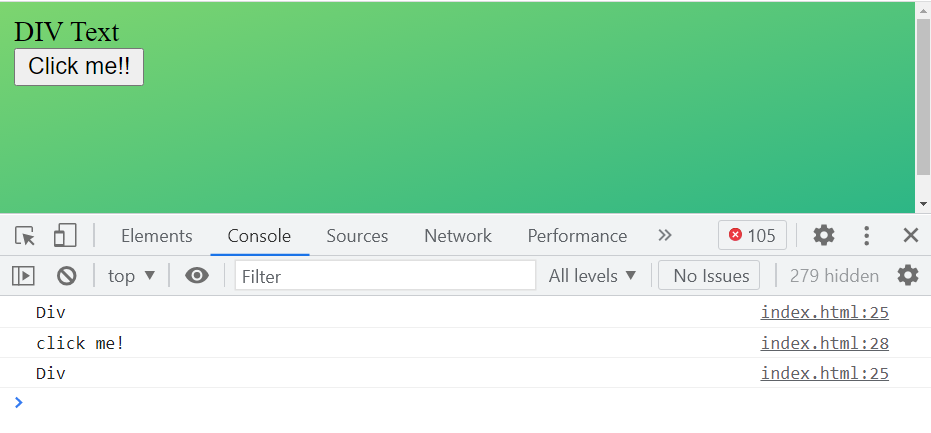 DIV Text
Click me!!
Elements Console Sources Network Performance » 105
top ▼ Filter All levels ▼ No Issues 279 hidden
Div index.html:25
click me! index.html:28
Div index.html:25
>